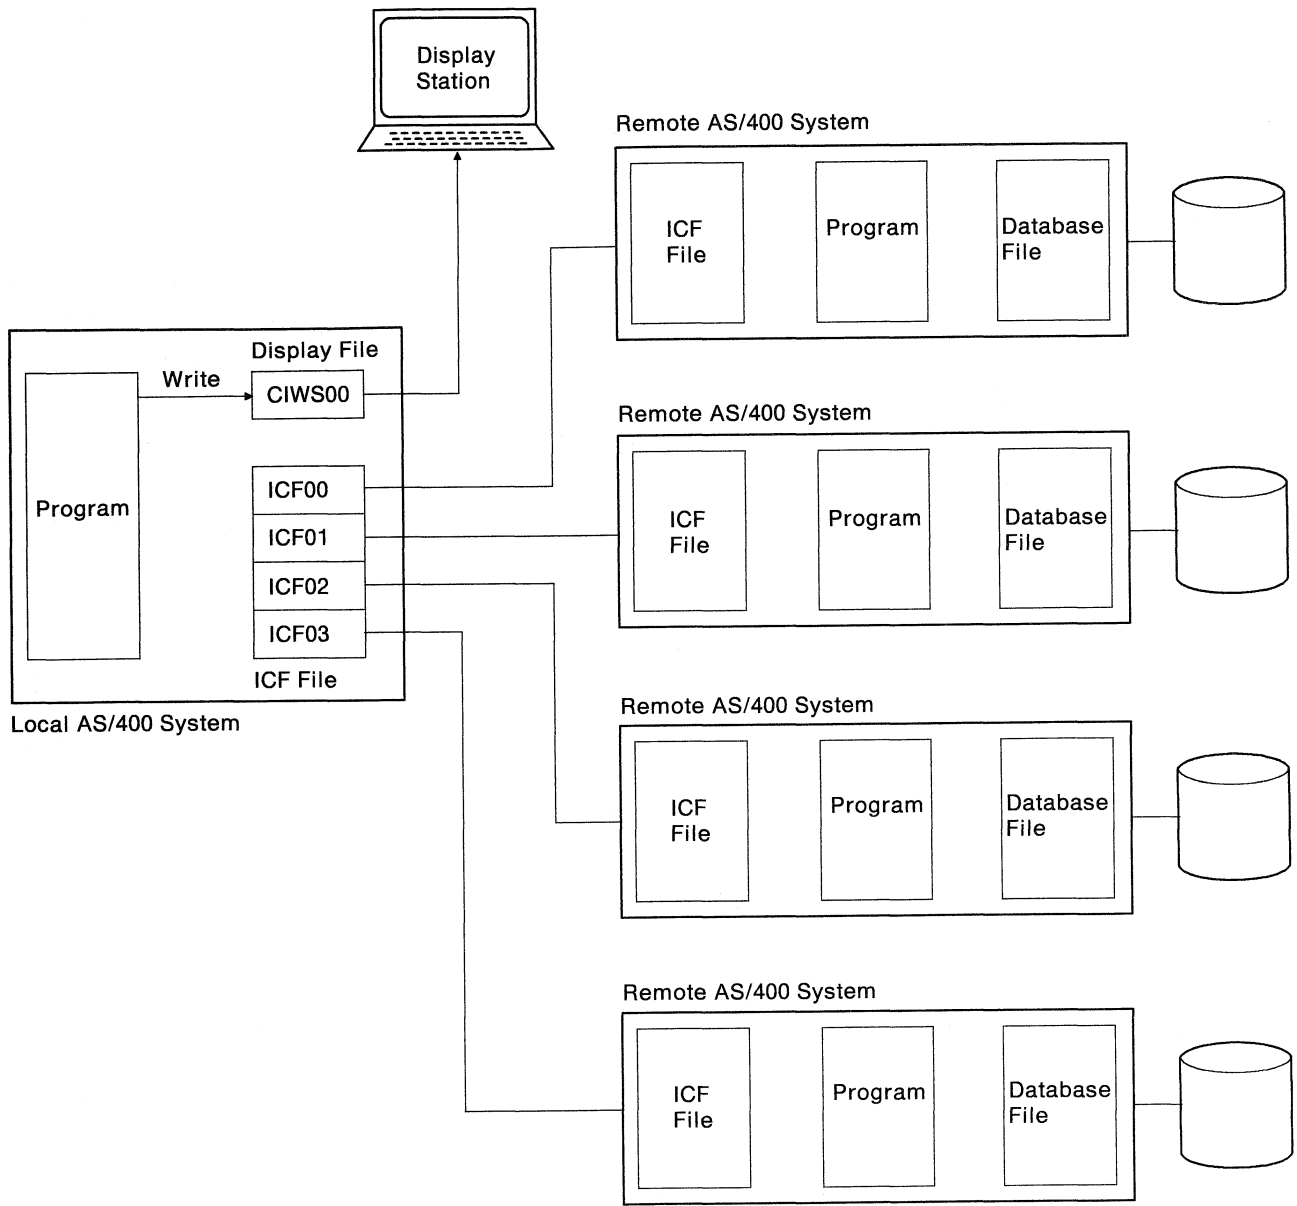 Display
Station
Remote AS/400 System
ICF
File
Program
Database
File
Display File
Write
CIWS00
Program
ICF00
ICF01
ICF02
ICF03
ICF File
Local AS/400 System
Remote AS/400 System
ICF
File
Program
Database
File
Remote AS/400 System
ICF
File
Program
Database
File
Remote AS/400 System
ICF
File
Program
Database
File